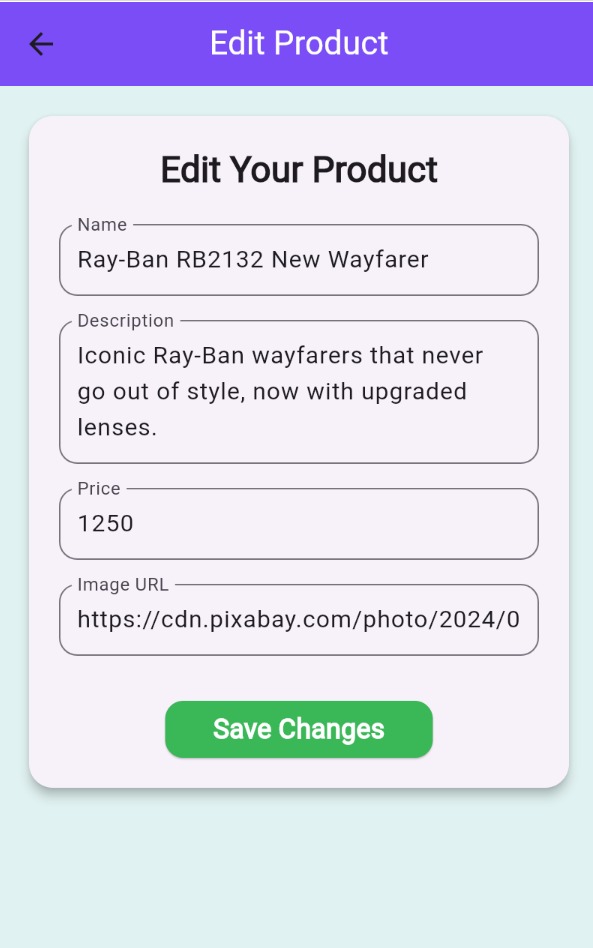 Edit Product
Edit Your Product
Name
Ray-Ban RB2132 New Wayfarer
Description
Iconic Ray-Ban wayfarers that never
go out of style, now with upgraded
lenses.
Price
1250
Image URL
https://cdn.pixabay.com/photo/2024/0
Save Changes